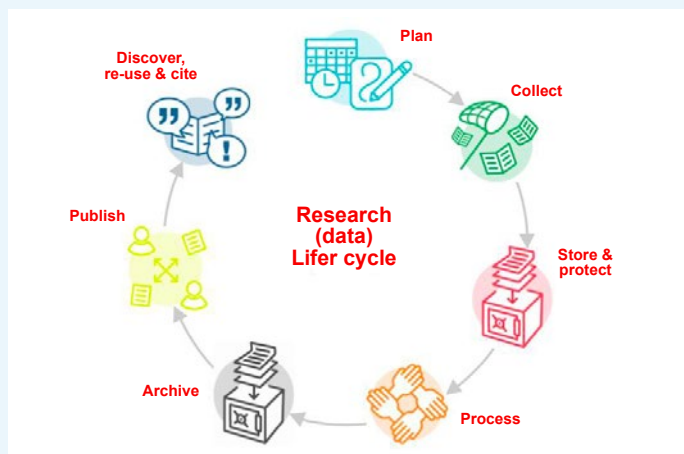 Plan
Collect
Store &
protect
Process
Archive
Publish
Discover,
re-use & cite
Research
(data)
Lifer cycle